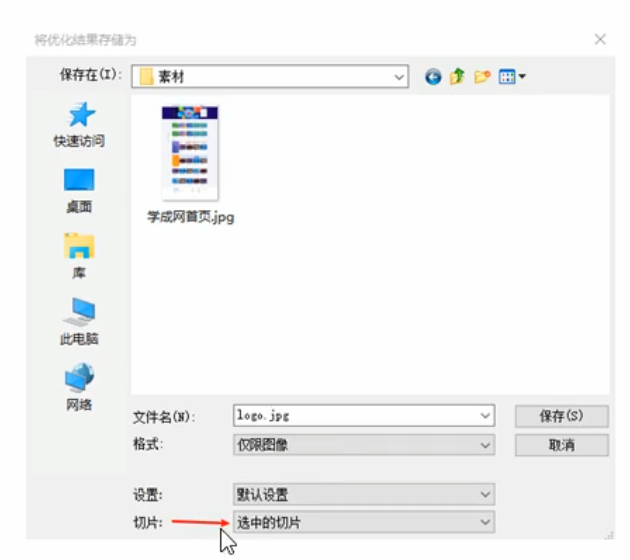 将优化结果存储为
保存在(I): 素材
快速访问
桌面
库
此电脑
网络
学成网首页.jpg
文件名(N): logo.jpg 保存(S)
格式: 仅限图像 取消
设置: 默认设置
切片: 选中的切片